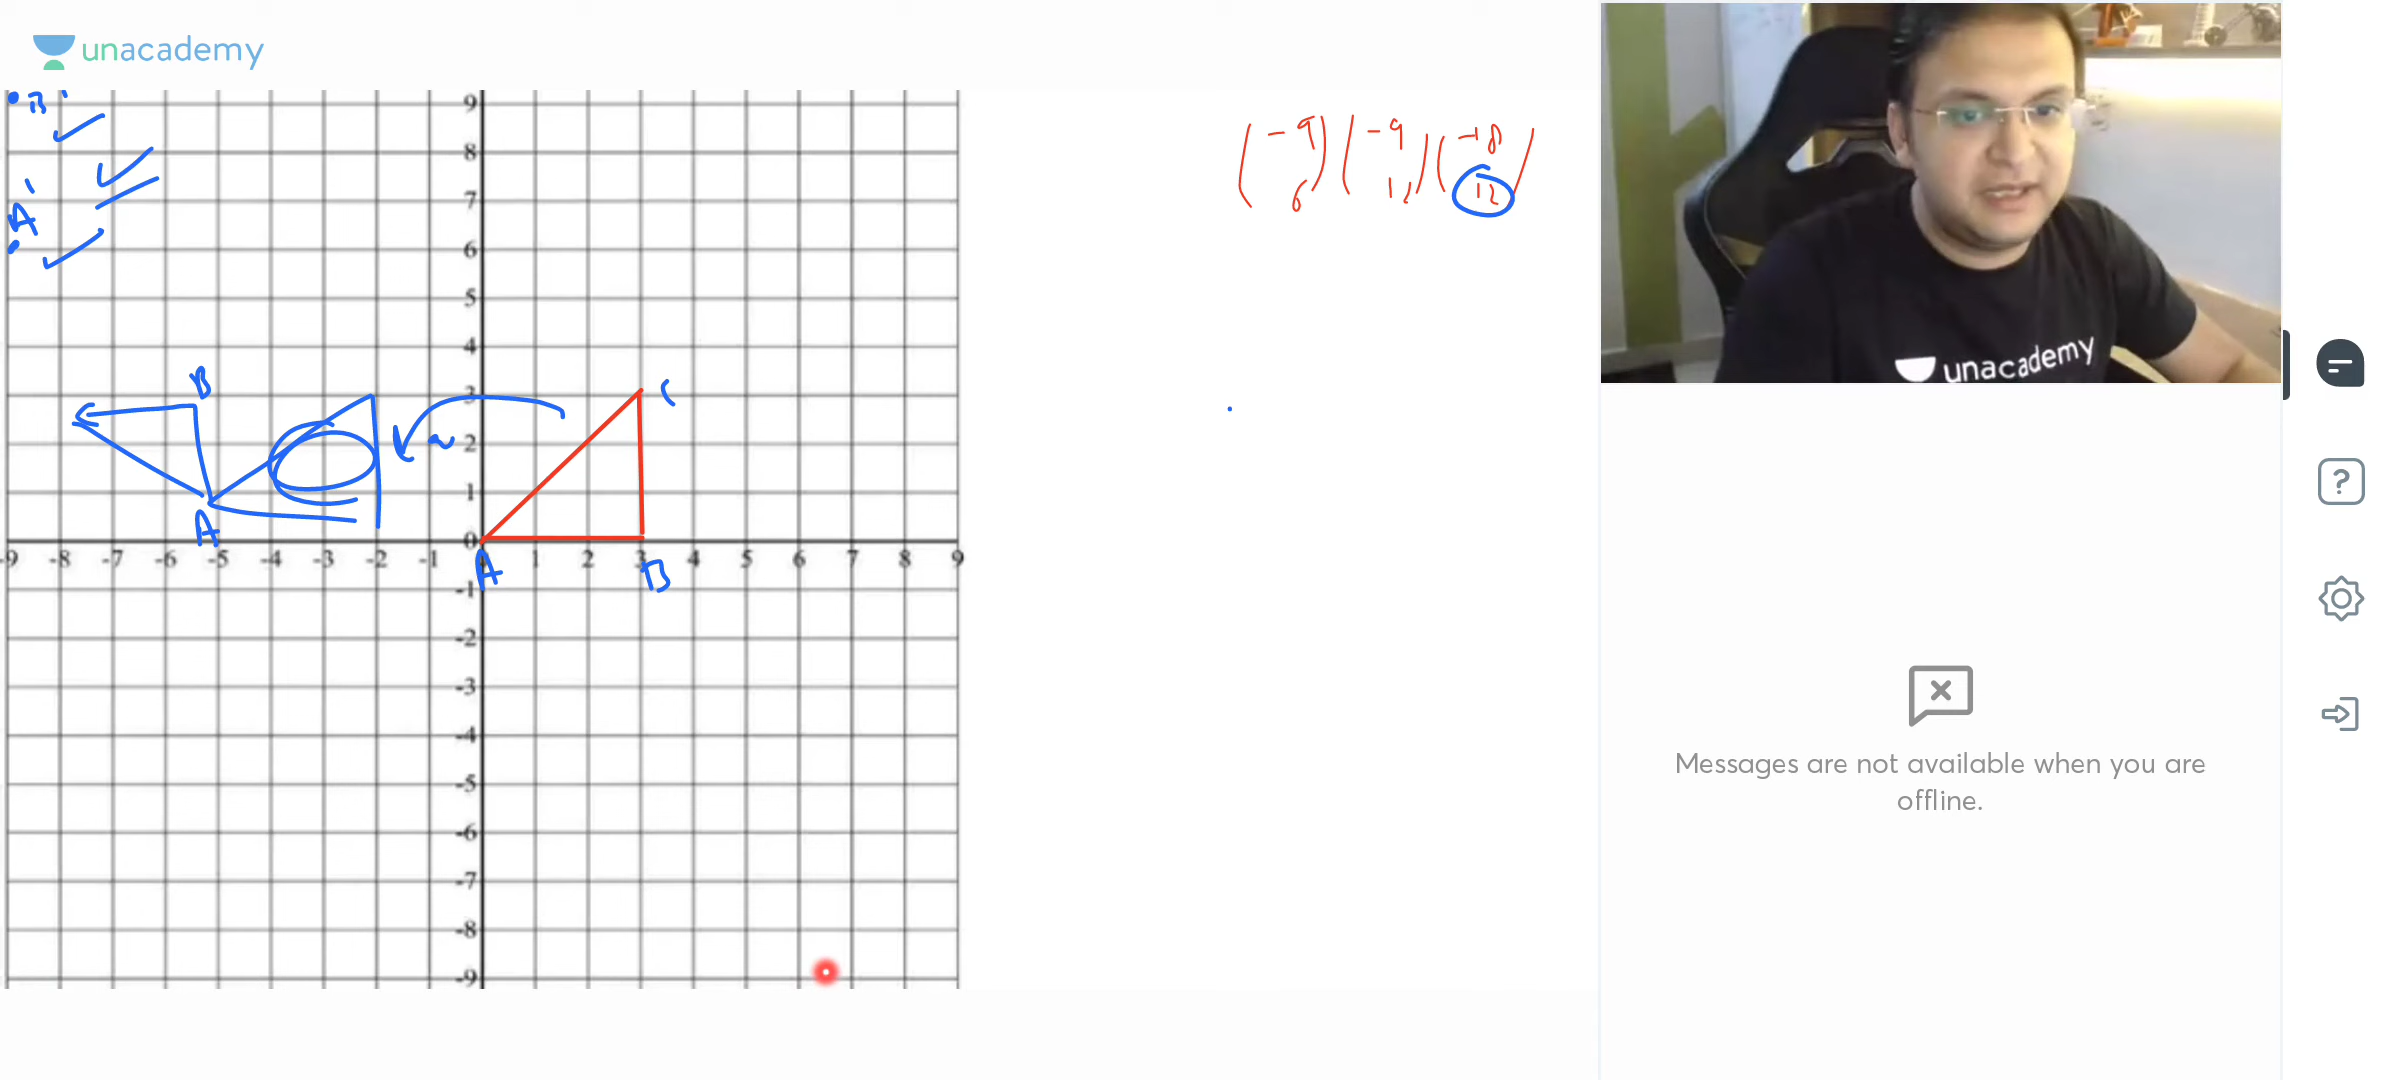 unacademy
B'
A'
9
8
7
6
5
4
3 C
B
2
1
A
0
-9 -8 -7 -6 -5 -4 -3 -2 -1 1 2 3 4 5 6 7 8 9
A B
-1
-2
-3
-4
-5
-6
-7
-8
-9
(-9 6) (-9 12) (-18 12)
unacademy
?
Messages are not available when you are
offline.